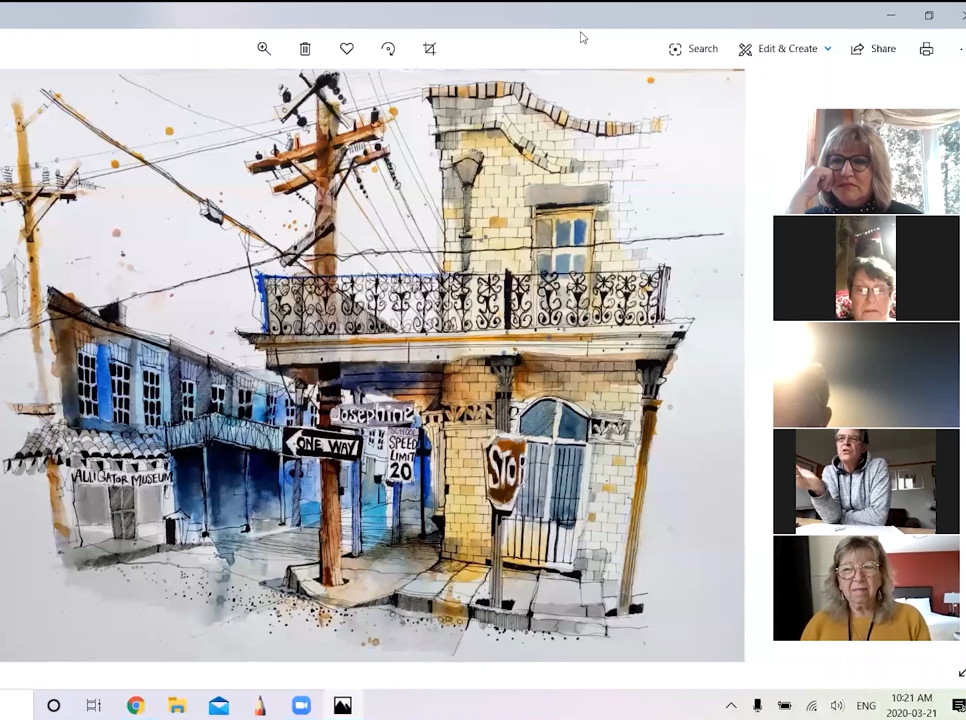 Search
Edit & Create
Share
Josephine
SCHOOL
SPEED
LIMIT
20
ONE WAY
STOP
ALLIGATOR MUSEUM
ENG
10:21 AM
2020-03-21